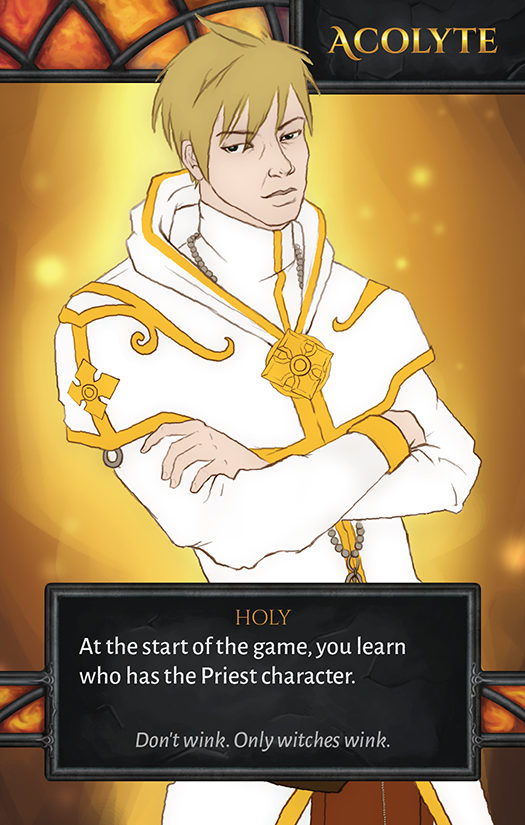 ACOLYTE
HOLY
At the start of the game, you learn
who has the Priest character.
Don't wink. Only witches wink.